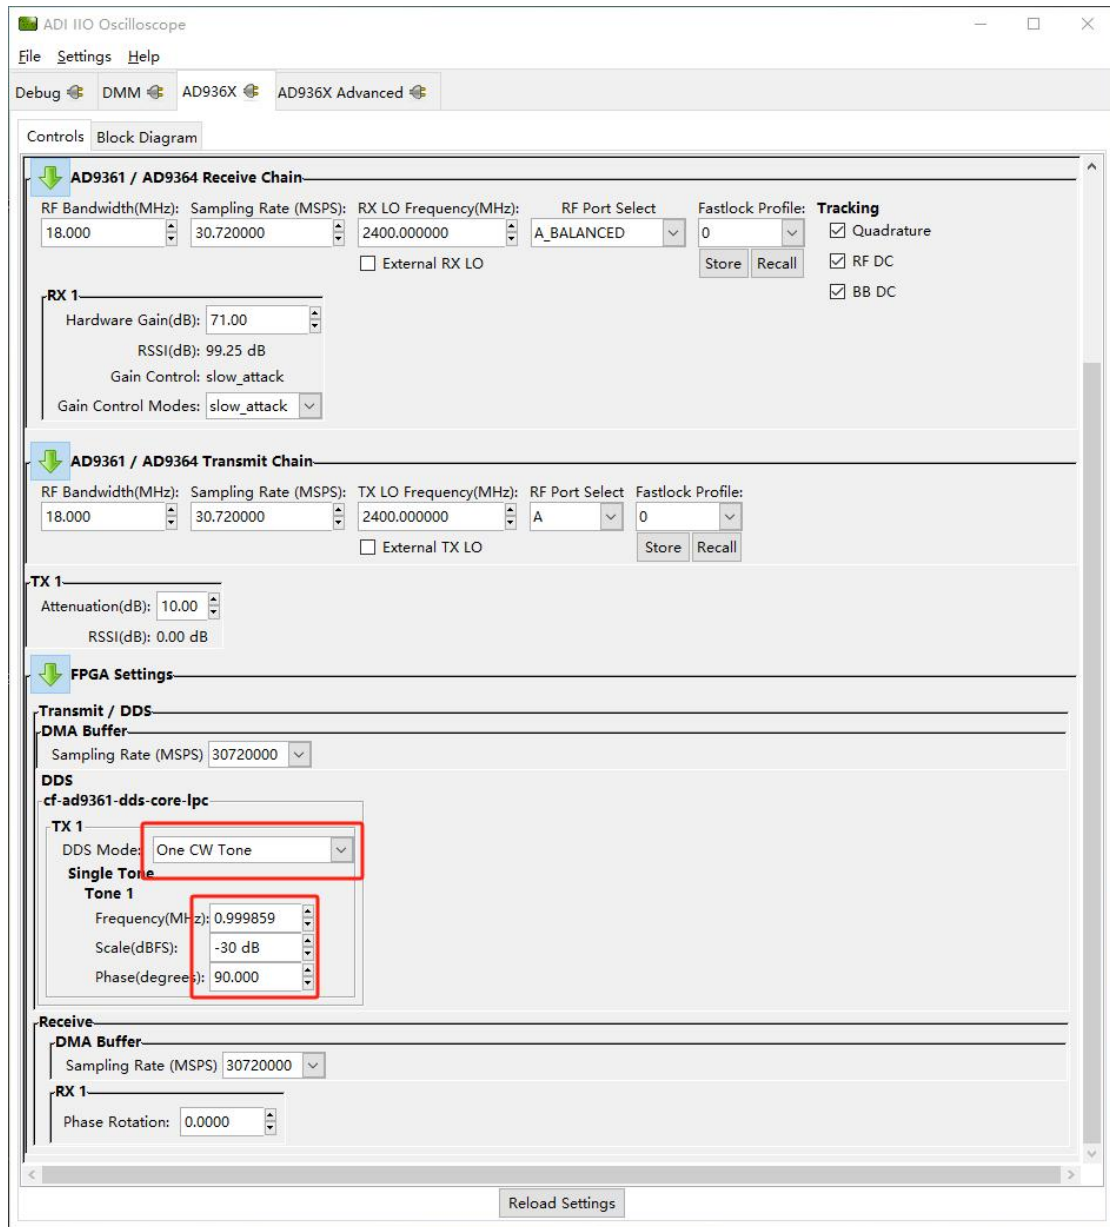 ADI IIO Oscilloscope
File Settings Help
Debug DMM AD936X AD936X Advanced
Controls Block Diagram
AD9361 / AD9364 Receive Chain
RF Bandwidth(MHz): Sampling Rate (MSPS): RX LO Frequency(MHz): RF Port Select Fastlock Profile: Tracking
18.000 30.720000 2400.000000 A_BALANCED 0 Quadrature
External RX LO Store Recall RF DC
BB DC
RX 1
Hardware Gain(dB): 71.00
RSSI(dB): 99.25 dB
Gain Control: slow_attack
Gain Control Modes: slow_attack
AD9361 / AD9364 Transmit Chain
RF Bandwidth(MHz): Sampling Rate (MSPS): TX LO Frequency(MHz): RF Port Select Fastlock Profile:
18.000 30.720000 2400.000000 A 0
External TX LO Store Recall
TX 1
Attenuation(dB): 10.00
RSSI(dB): 0.00 dB
FPGA Settings
Transmit / DDS
DMA Buffer
Sampling Rate (MSPS) 30720000
DDS
cf-ad9361-dds-core-lpc
TX 1
DDS Mode: One CW Tone
Single Tone
Tone 1
Frequency(MHz): 0.999859
Scale(dBFS): -30 dB
Phase(degrees): 90.000
Receive
DMA Buffer
Sampling Rate (MSPS) 30720000
RX 1
Phase Rotation: 0.0000
Reload Settings